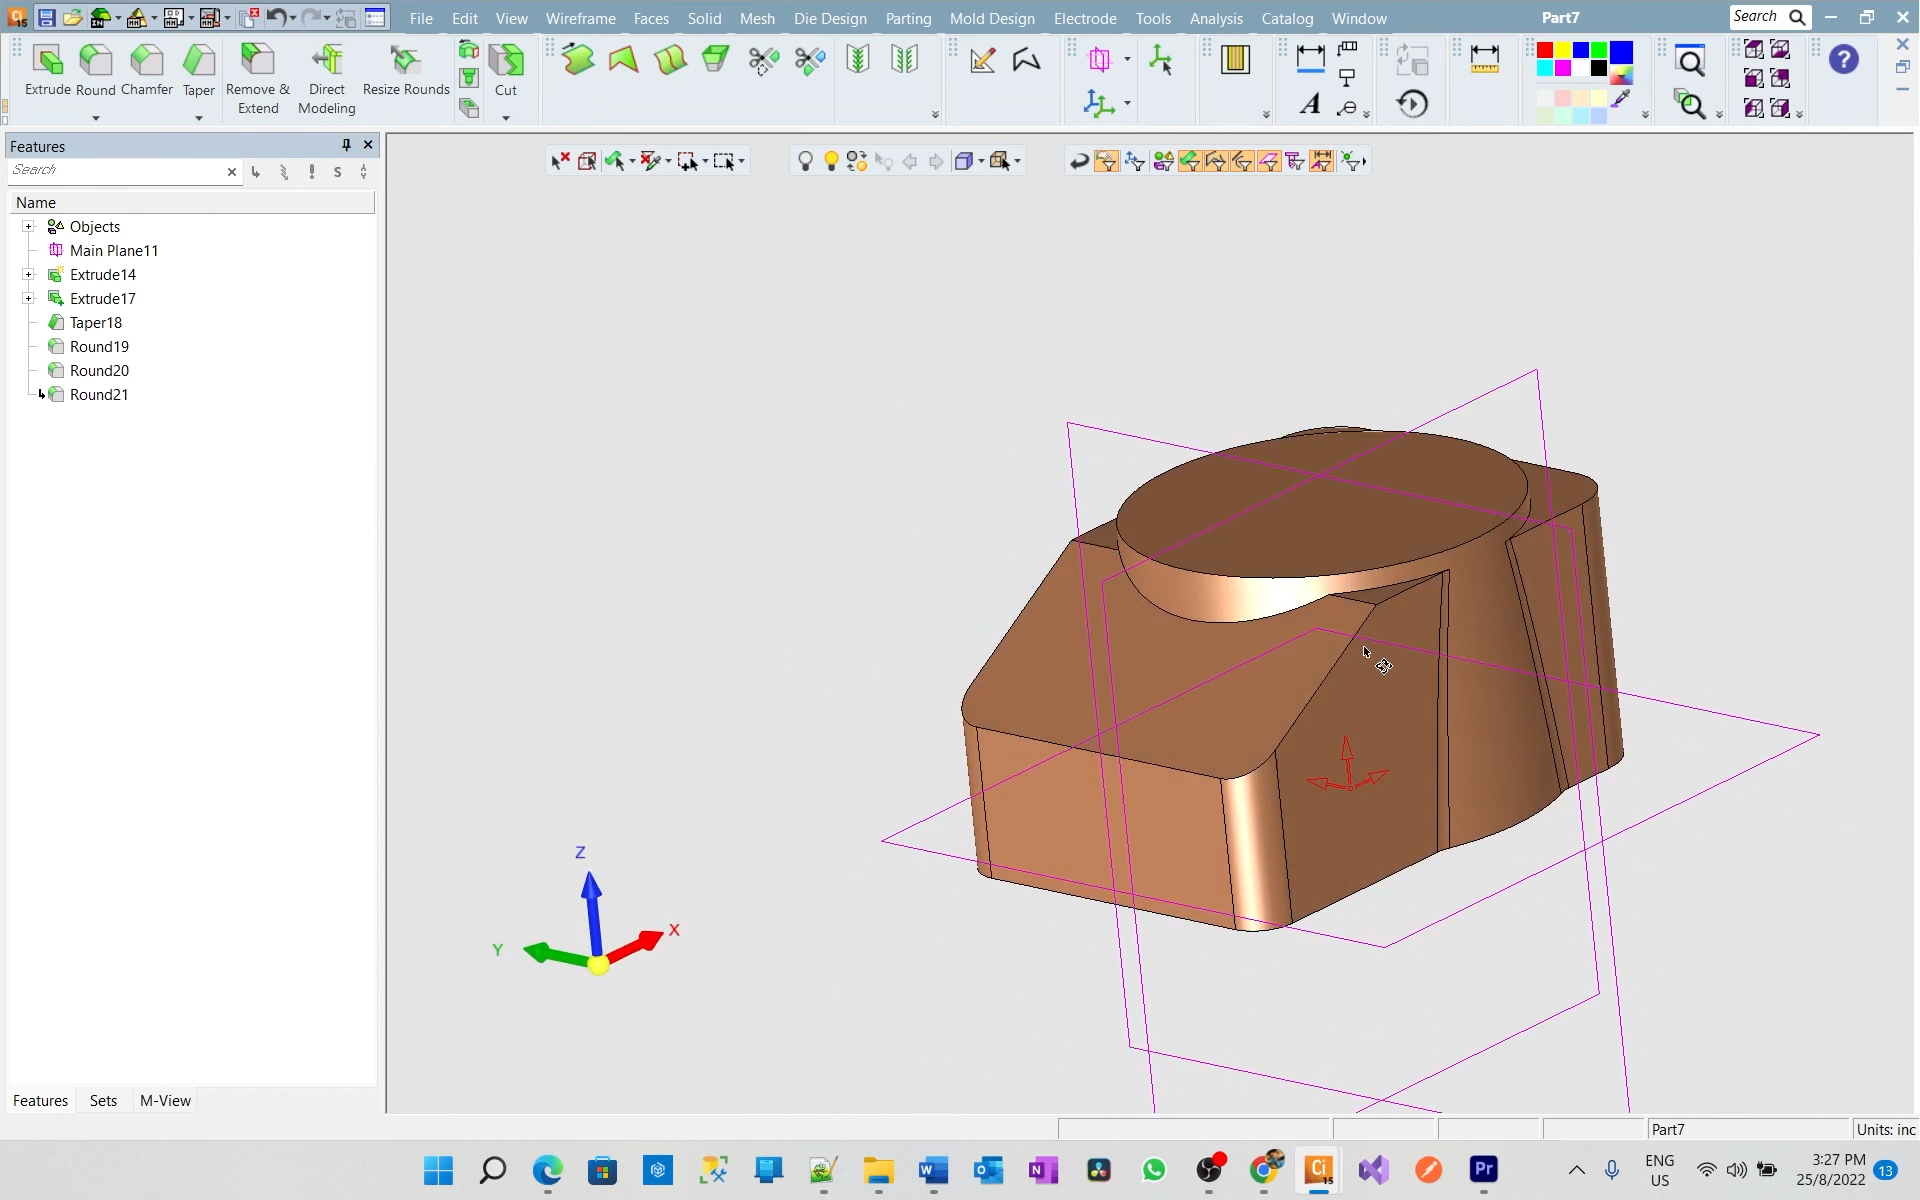 File Edit View Wireframe Faces Solid Mesh Die Design Parting Mold Design Electrode Tools Analysis Catalog Window Part7 Search
Extrude Round Chamfer Taper Remove & Extend Direct Modeling Resize Rounds Cut
Features
Search
S
Name
Objects
Main Plane11
Extrude14
Extrude17
Taper18
Round19
Round20
Round21
Z
X
Y
Features Sets M-View
Part7 Units: inc
ENG
US
3:27 PM
25/8/2022
13